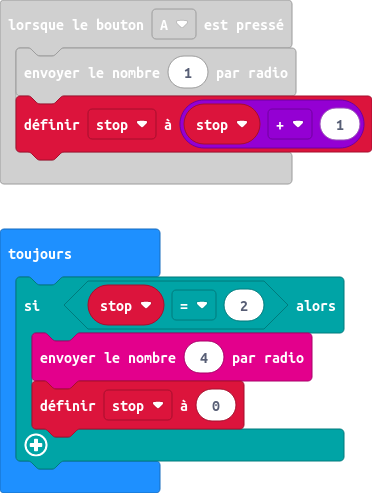 lorsque le bouton A est pressé
envoyer le nombre 1 par radio
définir stop à stop + 1
toujours
si stop = 2 alors
envoyer le nombre 4 par radio
définir stop à 0